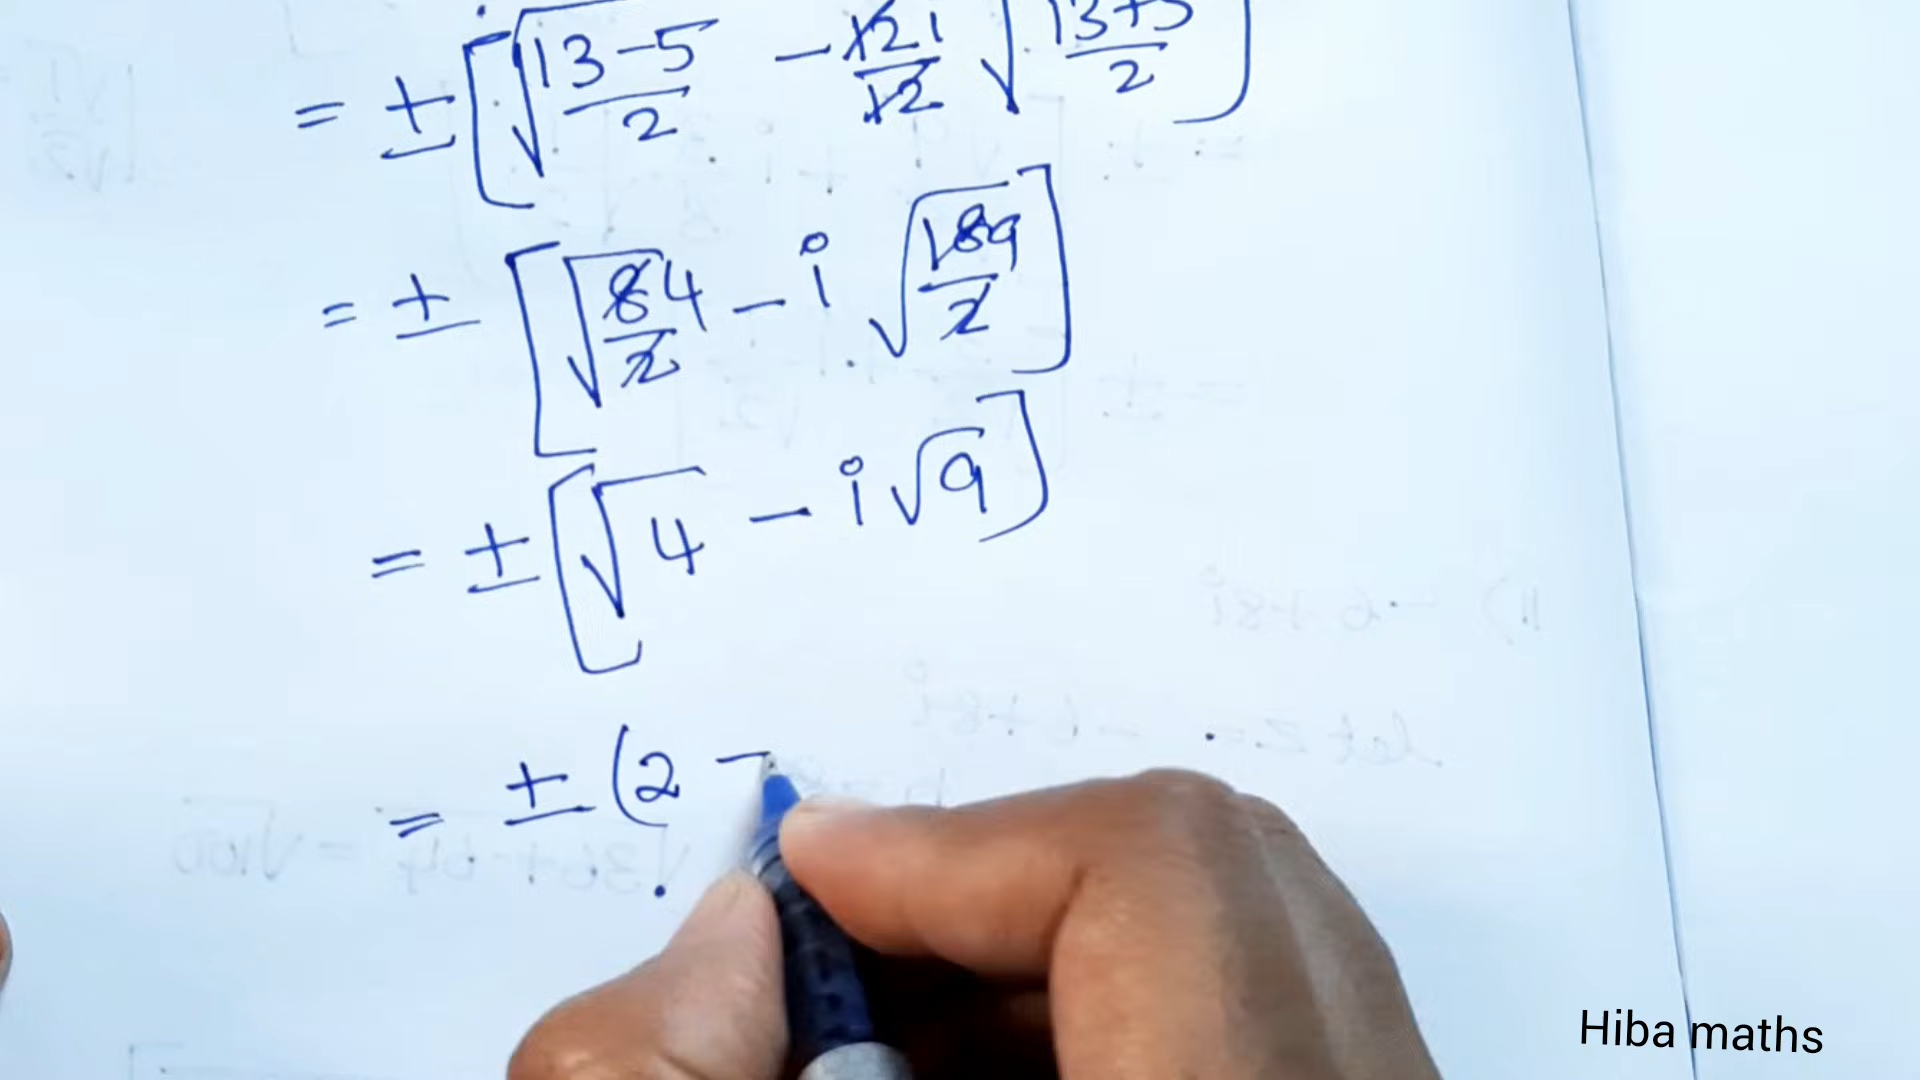 = ± [√(13-5)/2 - 12i/12 √(13+5)/2]
= ± [√8/2 4 - i √18/2 9]
= ± [√4 - i√9]
= ± (2 -
Hiba maths